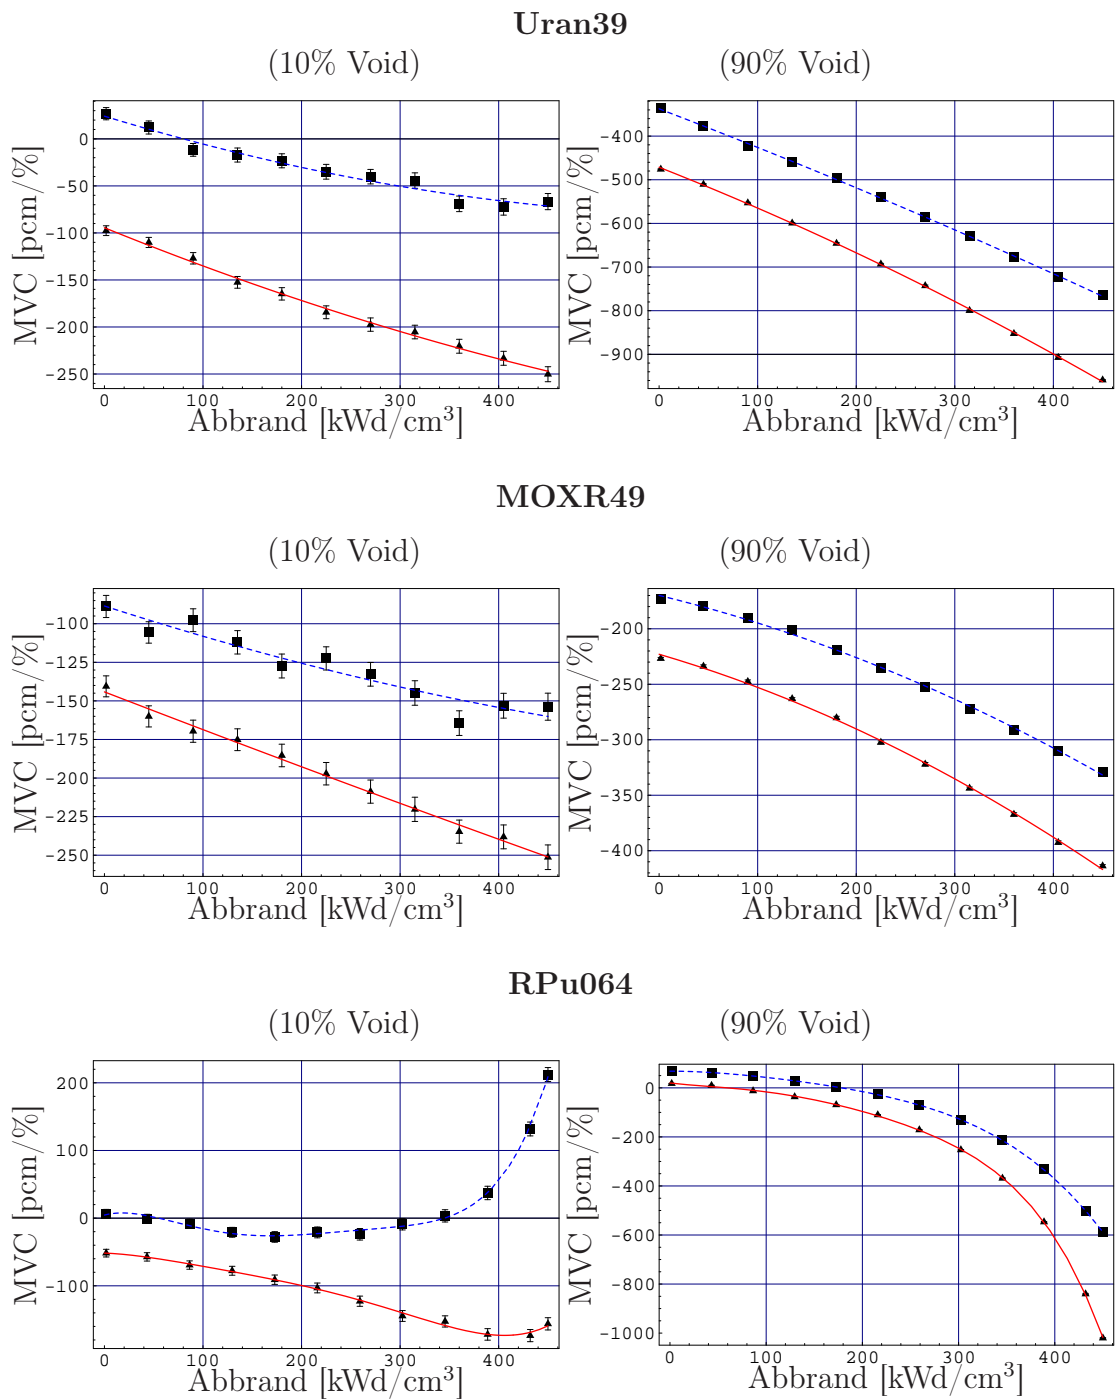 Uran39
(10% Void) (90% Void)
MVC [pcm/%]
0
-50
-100
-150
-200
-250
0 100 200 300 400
Abbrand [kWd/cm³]
MVC [pcm/%]
-400
-500
-600
-700
-800
-900
0 100 200 300 400
Abbrand [kWd/cm³]
MOXR49
(10% Void) (90% Void)
MVC [pcm/%]
-100
-125
-150
-175
-200
-225
-250
0 100 200 300 400
Abbrand [kWd/cm³]
MVC [pcm/%]
-200
-250
-300
-350
-400
0 100 200 300 400
Abbrand [kWd/cm³]
RPu064
(10% Void) (90% Void)
MVC [pcm/%]
200
100
0
-100
0 100 200 300 400
Abbrand [kWd/cm³]
MVC [pcm/%]
0
-200
-400
-600
-800
-1000
0 100 200 300 400
Abbrand [kWd/cm³]